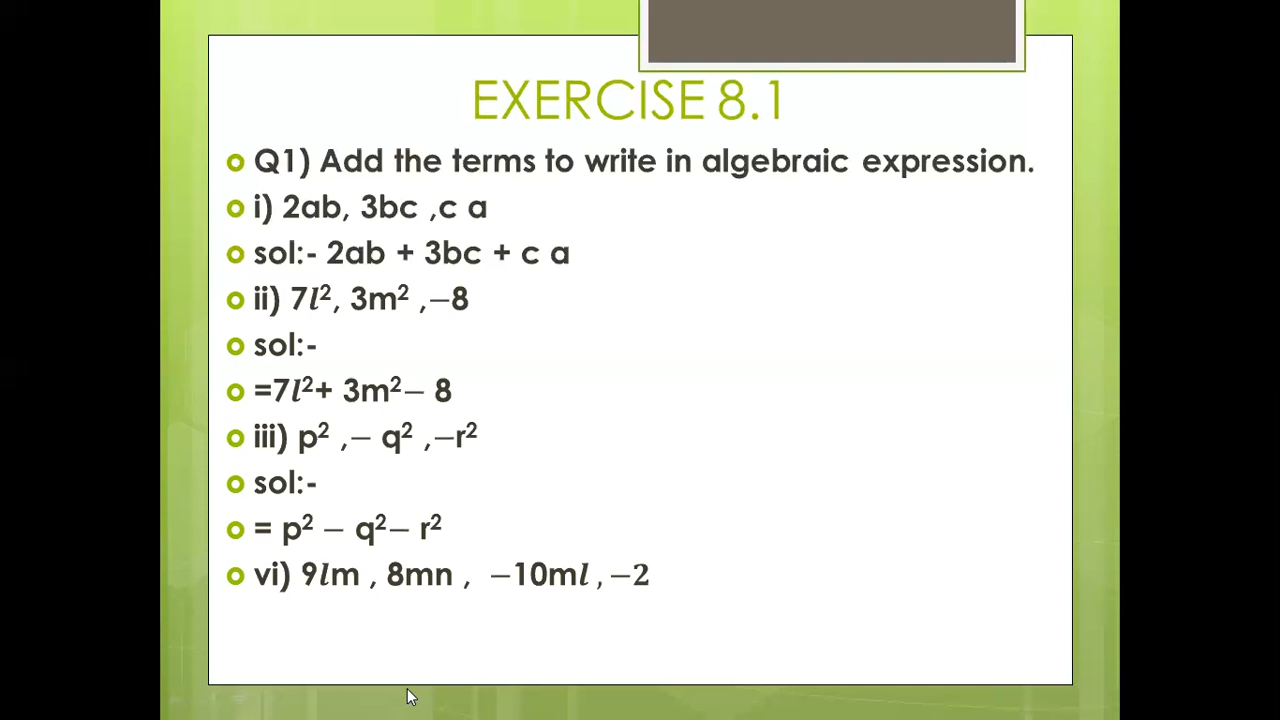 EXERCISE 8.1
Q1) Add the terms to write in algebraic expression.
i) 2ab, 3bc ,c a
sol:- 2ab + 3bc + c a
ii) 7𝑙², 3m² ,−8
sol:-
=7𝑙²+ 3m²− 8
iii) p² ,− q² ,−r²
sol:-
= p² − q²− r²
vi) 9𝑙m , 8mn , −10m𝑙 , −2